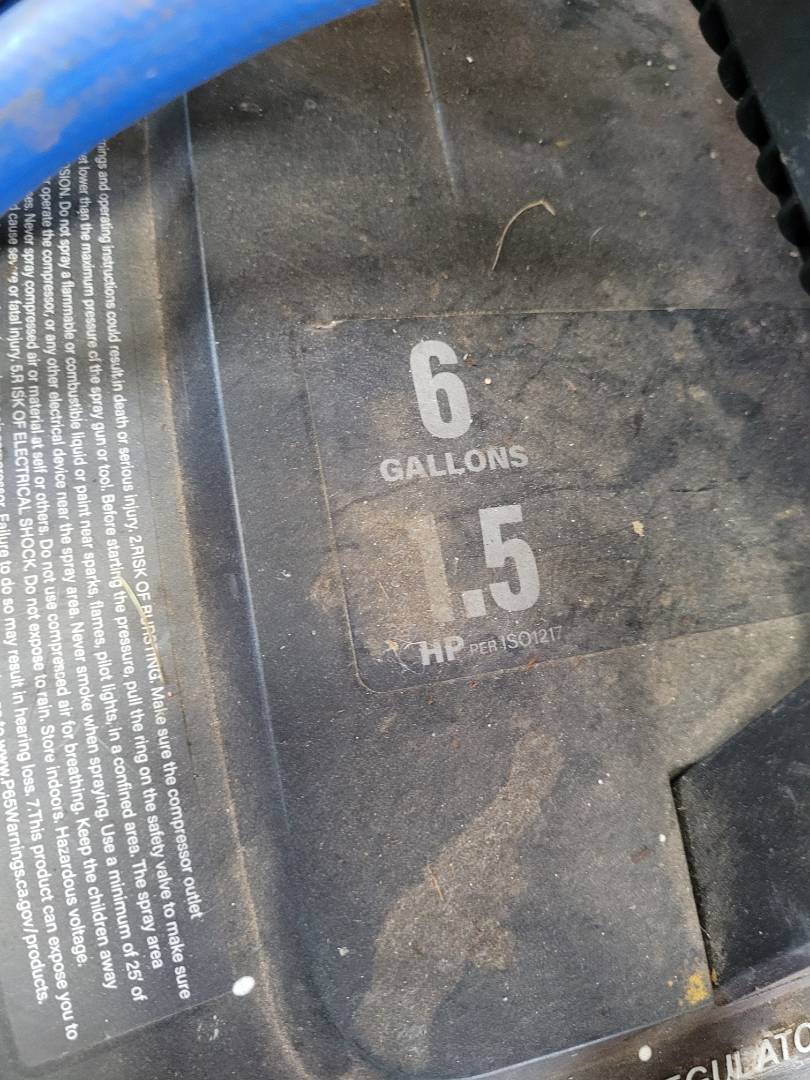 6
GALLONS
1.5
HP PER ISO1217
nings and operating instructions could result in death or serious injury. 2.RISK OF BURSTING. Make sure the compressor outlet
lower than the maximum pressure of the spray gun or tool. Before starting the pressure, pull the ring on the safety valve to make sure
SION. Do not spray a flammable or combustible liquid or paint near sparks, flames, pilot lights, in a confined area. The spray area
operate the compressor, or any other electrical device near the spray area. Never smoke when spraying. Use a minimum of 25' of
Never spray compressed air or material at self or others. Do not use compressed air for breathing. Keep the children away
cause severe or fatal injury. 5.RISK OF ELECTRICAL SHOCK. Do not expose to rain. Store indoors. Hazardous voltage.
Failure to do so may result in hearing loss. 7.This product can expose you to
www.P65Warnings.ca.gov/products.
EGULATO